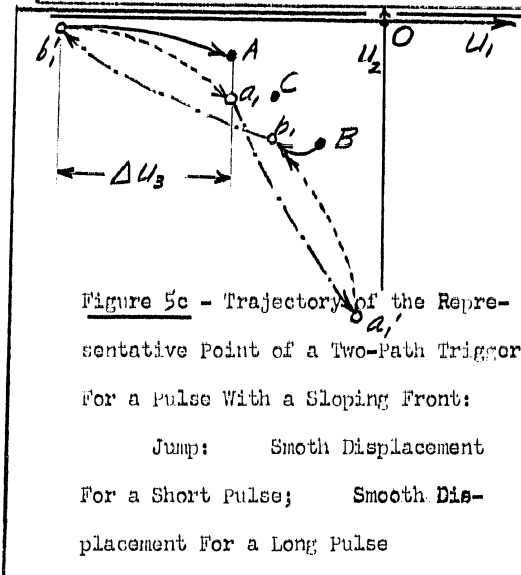 O
U₁
U₂
b₁'
A
a₁
C
b₁
B
ΔU₃
a₁'
Figure 5c - Trajectory of the Repre-
sentative Point of a Two-Path Trigger
For a Pulse With a Sloping Front:
Jump: Smoth Displacement
For a Short Pulse; Smooth Dis-
placement For a Long Pulse